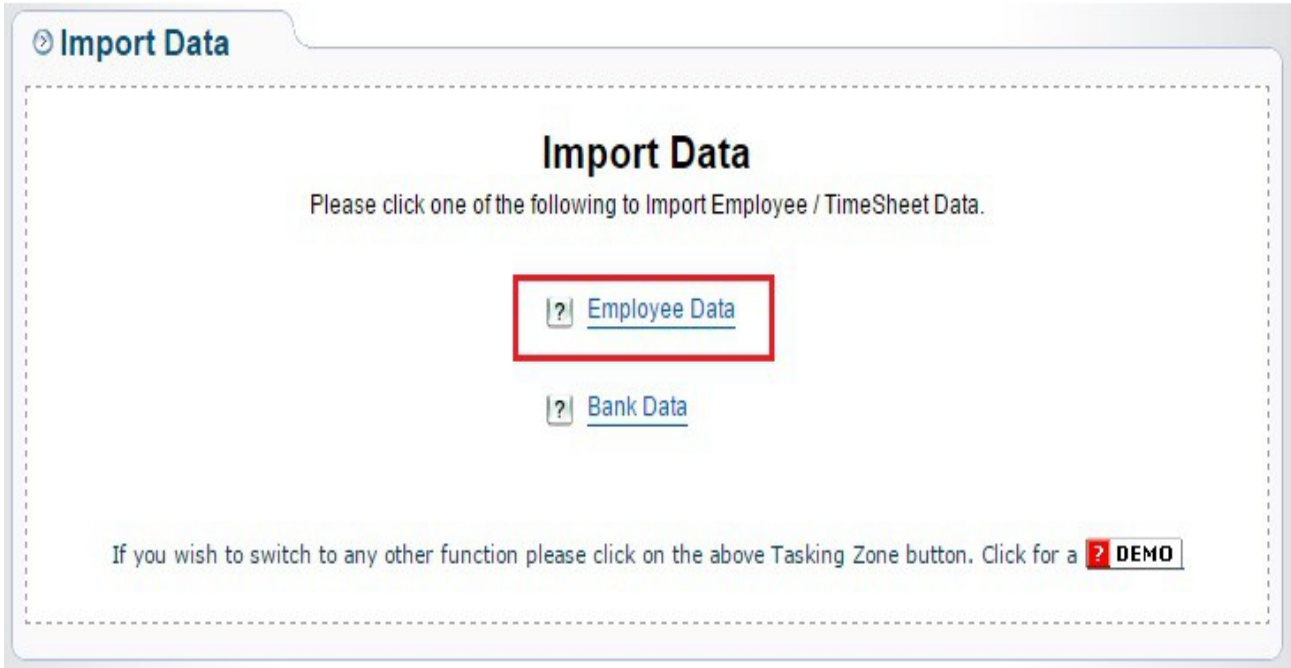 Import Data
Import Data
Please click one of the following to Import Employee / TimeSheet Data.
? Employee Data
? Bank Data
If you wish to switch to any other function please click on the above Tasking Zone button. Click for a ? DEMO